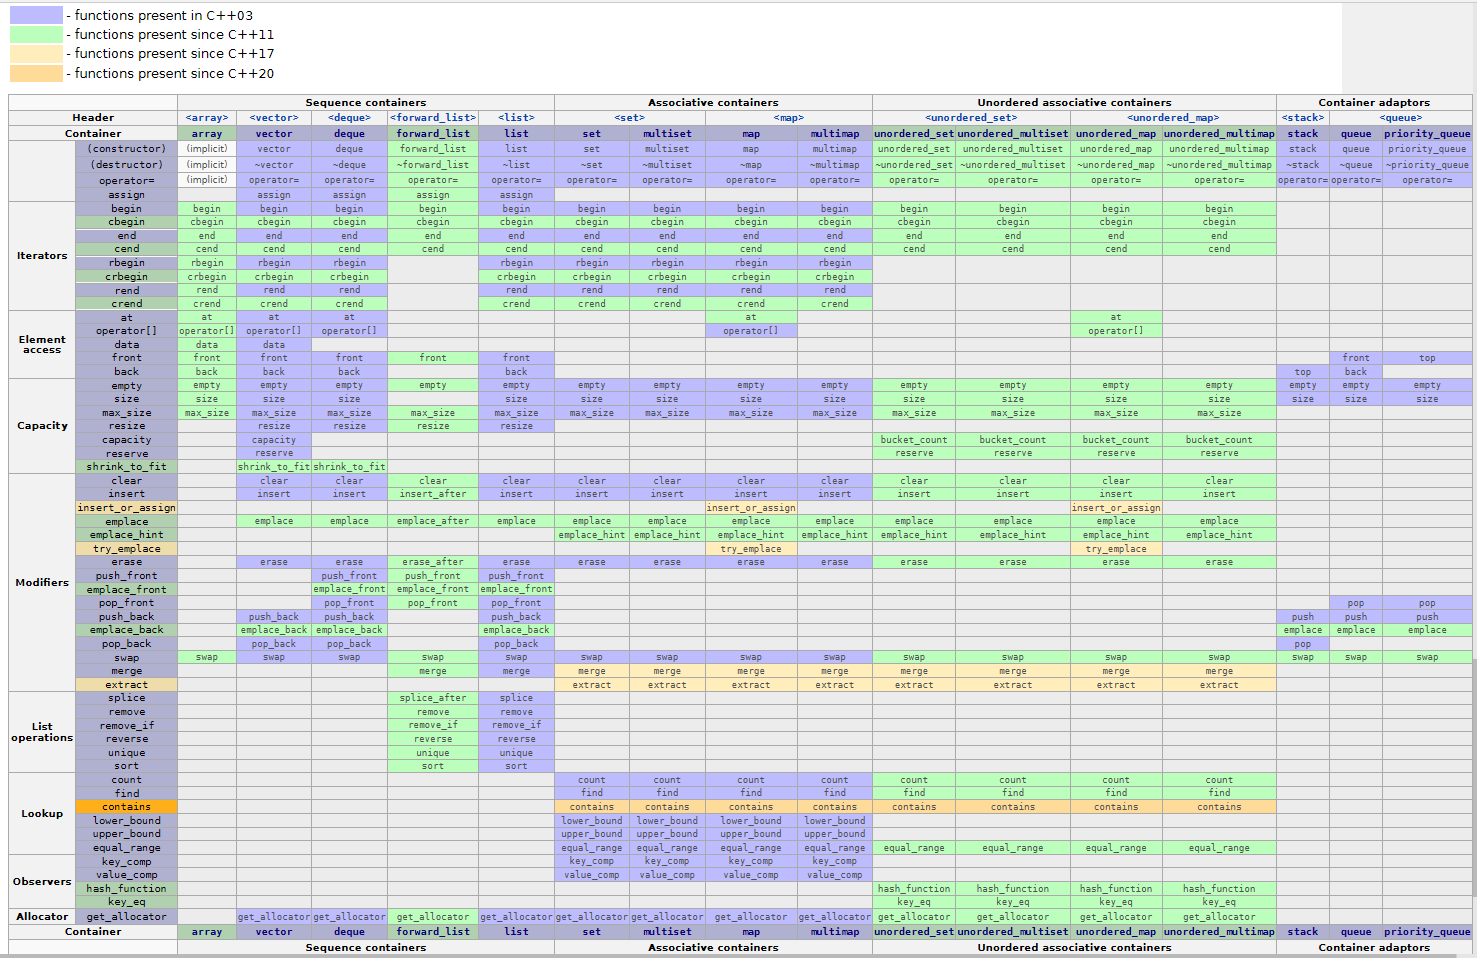 - functions present in C++03
- functions present since C++11
- functions present since C++17
- functions present since C++20
Sequence containers Associative containers Unordered associative containers Container adaptors
Header <array> <vector> <deque> <forward_list> <list> <set> <map> <unordered_set> <unordered_map> <stack> <queue>
Container array vector deque forward_list list set multiset map multimap unordered_set unordered_multiset unordered_map unordered_multimap stack queue priority_queue
(constructor) (implicit) vector deque forward_list list set multiset map multimap unordered_set unordered_multiset unordered_map unordered_multimap stack queue priority_queue
(destructor) (implicit) ~vector ~deque ~forward_list ~list ~set ~multiset ~map ~multimap ~unordered_set ~unordered_multiset ~unordered_map ~unordered_multimap ~stack ~queue ~priority_queue
operator= (implicit) operator= operator= operator= operator= operator= operator= operator= operator= operator= operator= operator= operator= operator= operator= operator=
assign assign assign assign assign
Iterators
begin begin begin begin begin begin begin begin begin begin begin begin begin begin
cbegin cbegin cbegin cbegin cbegin cbegin cbegin cbegin cbegin cbegin cbegin cbegin cbegin cbegin
end end end end end end end end end end end end end end
cend cend cend cend cend cend cend cend cend cend cend cend cend cend
rbegin rbegin rbegin rbegin rbegin rbegin rbegin rbegin rbegin
crbegin crbegin crbegin crbegin crbegin crbegin crbegin crbegin crbegin
rend rend rend rend rend rend rend rend rend
crend crend crend crend crend crend crend crend crend
Element
access
at at at at at at
operator[] operator[] operator[] operator[] operator[] operator[]
data data data
front front front front front front front top
back back back back back top back
Capacity
empty empty empty empty empty empty empty empty empty empty empty empty empty empty empty empty empty
size size size size size size size size size size size size size size size size
max_size max_size max_size max_size max_size max_size max_size max_size max_size max_size max_size max_size max_size max_size
resize resize resize resize resize
capacity capacity bucket_count bucket_count bucket_count bucket_count
reserve reserve reserve reserve reserve reserve
shrink_to_fit shrink_to_fit shrink_to_fit
Modifiers
clear clear clear clear clear clear clear clear clear clear clear clear clear
insert insert insert insert_after insert insert insert insert insert insert insert insert insert
insert_or_assign insert_or_assign insert_or_assign
emplace emplace emplace emplace_after emplace emplace emplace emplace emplace emplace emplace emplace emplace
emplace_hint emplace_hint emplace_hint emplace_hint emplace_hint emplace_hint emplace_hint emplace_hint emplace_hint
try_emplace try_emplace try_emplace
erase erase erase erase_after erase erase erase erase erase erase erase erase erase
push_front push_front push_front push_front
emplace_front emplace_front emplace_front emplace_front
pop_front pop_front pop_front pop_front pop pop
push_back push_back push_back push_back push push push
emplace_back emplace_back emplace_back emplace_back emplace emplace emplace
pop_back pop_back pop_back pop_back pop
swap swap swap swap swap swap swap swap swap swap swap swap swap swap swap swap swap
merge merge merge merge merge merge merge merge merge merge merge
extract extract extract extract extract extract extract extract extract
List
operations
splice splice_after splice
remove remove remove
remove_if remove_if remove_if
reverse reverse reverse
unique unique unique
sort sort sort
Lookup
count count count count count count count count count
find find find find find find find find find
contains contains contains contains contains contains contains contains contains
lower_bound lower_bound lower_bound lower_bound lower_bound
upper_bound upper_bound upper_bound upper_bound upper_bound
equal_range equal_range equal_range equal_range equal_range equal_range equal_range equal_range equal_range
Observers
key_comp key_comp key_comp key_comp key_comp
value_comp value_comp value_comp value_comp value_comp
hash_function hash_function hash_function hash_function hash_function
key_eq key_eq key_eq key_eq key_eq
Allocator get_allocator get_allocator get_allocator get_allocator get_allocator get_allocator get_allocator get_allocator get_allocator get_allocator get_allocator get_allocator get_allocator
Container array vector deque forward_list list set multiset map multimap unordered_set unordered_multiset unordered_map unordered_multimap stack queue priority_queue
Sequence containers Associative containers Unordered associative containers Container adaptors